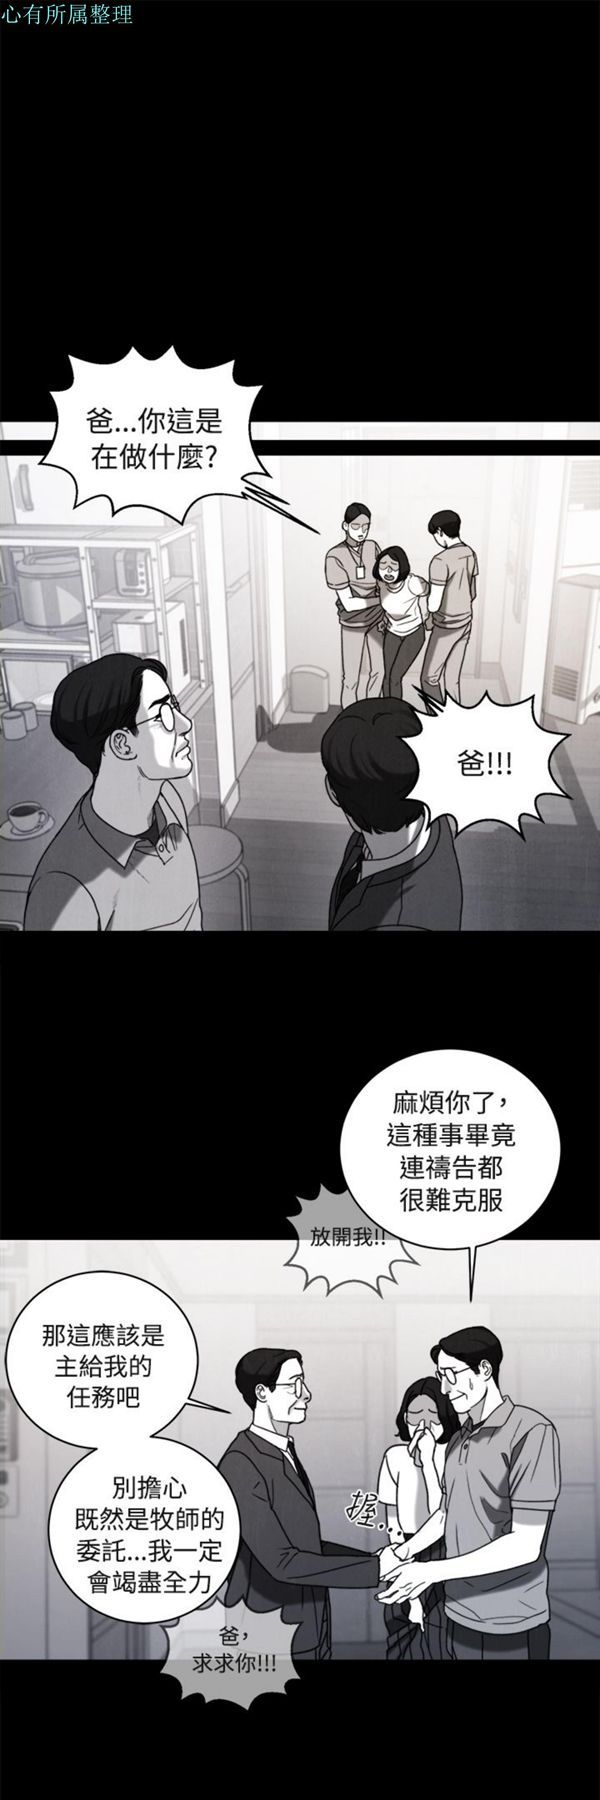 心有所属整理
爸...你這是
在做什麼?
爸!!!
麻煩你了,
這種事畢竟
連禱告都
很難克服
放開我!!
那這應該是
主給我的
任務吧
別擔心
既然是牧師的
委託...我一定
會竭盡全力
握...
爸,
求求你!!!